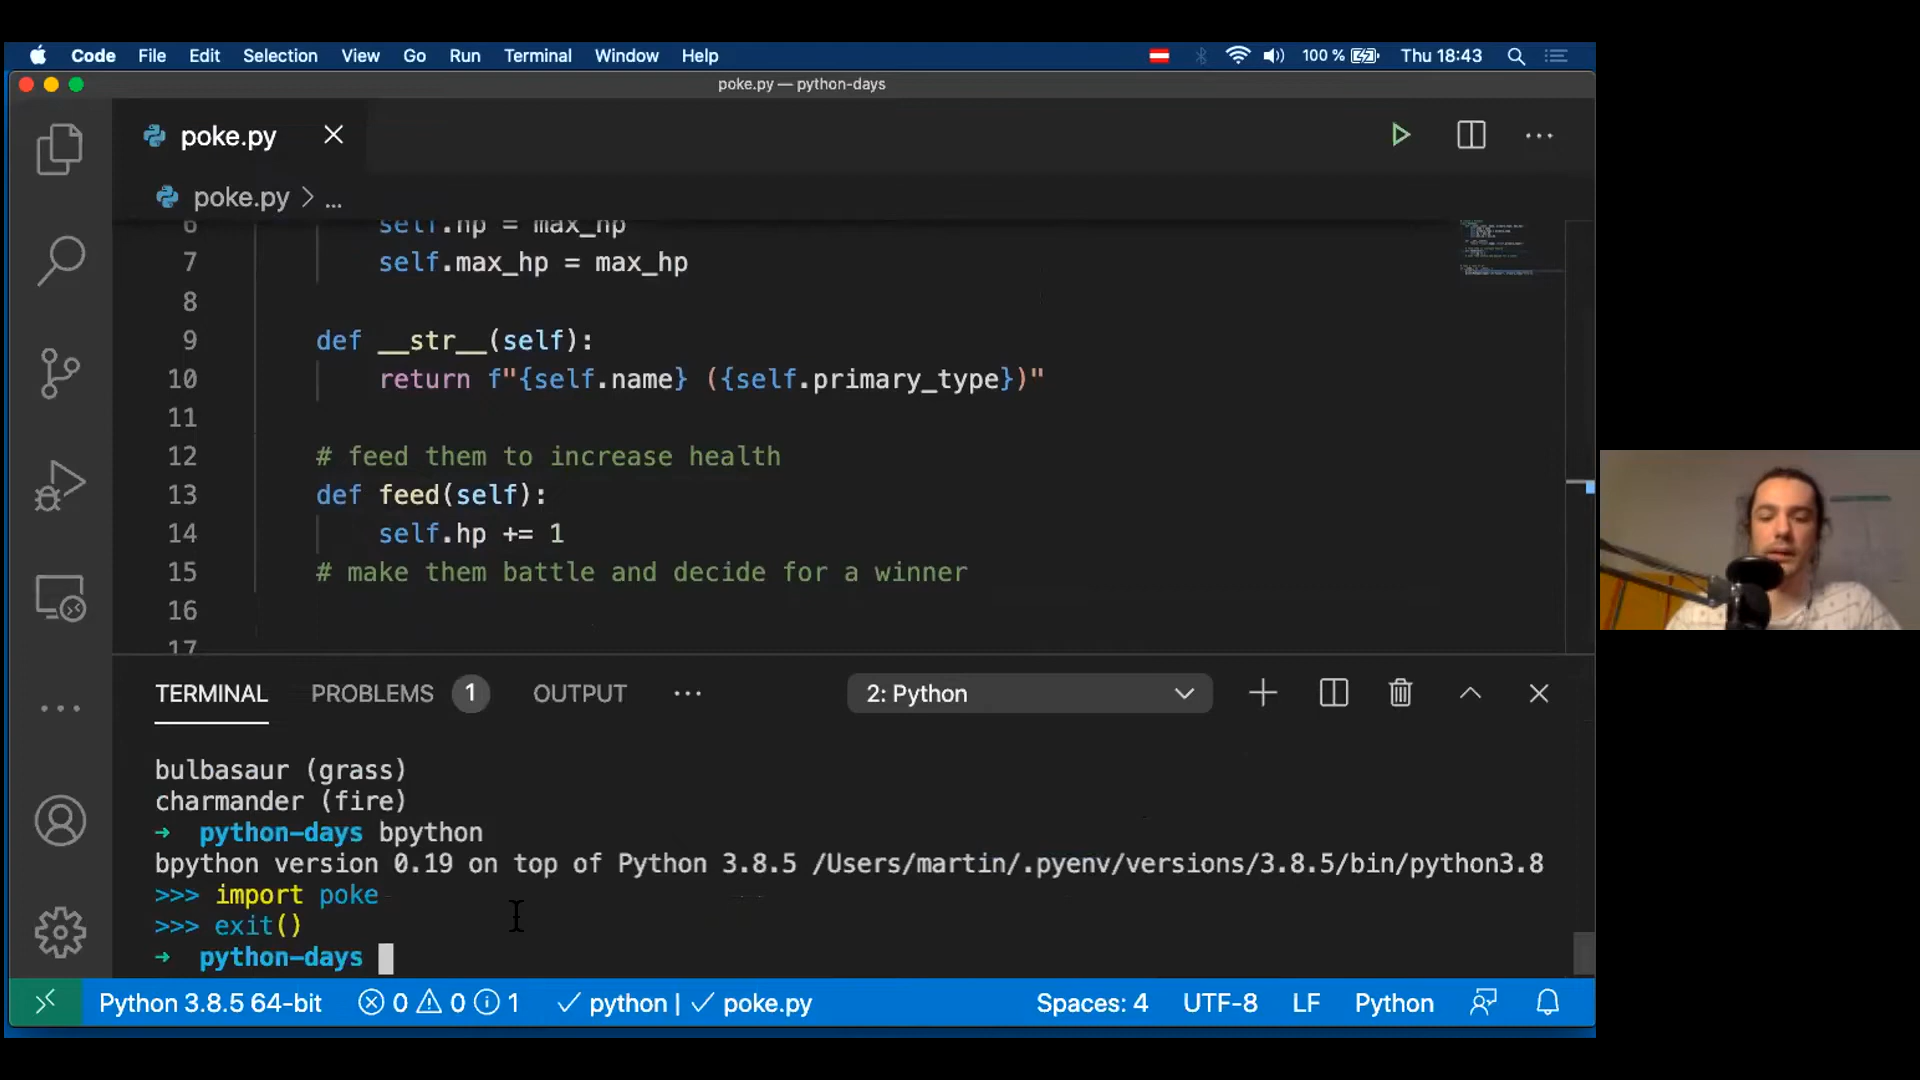 Code File Edit Selection View Go Run Terminal Window Help 100 % Thu 18:43
poke.py — python-days
poke.py
poke.py > ...
6 self.hp = max_hp
7 self.max_hp = max_hp
8
9 def __str__(self):
10 return f"{self.name} ({self.primary_type})"
11
12 # feed them to increase health
13 def feed(self):
14 self.hp += 1
15 # make them battle and decide for a winner
16
17
TERMINAL PROBLEMS 1 OUTPUT ... 2: Python
bulbasaur (grass)
charmander (fire)
➜ python-days bpython
bpython version 0.19 on top of Python 3.8.5 /Users/martin/.pyenv/versions/3.8.5/bin/python3.8
>>> import poke
>>> exit()
➜ python-days
Python 3.8.5 64-bit 0 0 1 ✓ python | ✓ poke.py Spaces: 4 UTF-8 LF Python